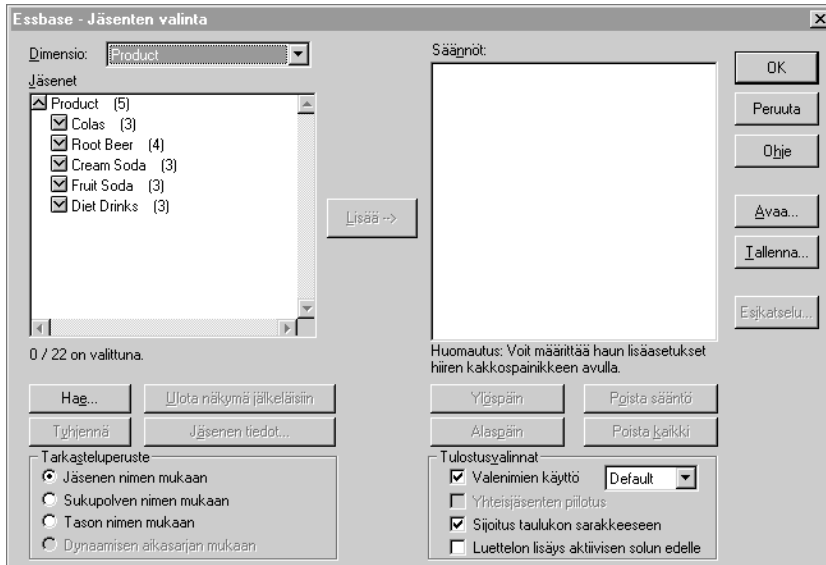 Essbase - Jäsenten valinta
Dimensio: Product
Jäsenet
Product (5)
Colas (3)
Root Beer (4)
Cream Soda (3)
Fruit Soda (3)
Diet Drinks (3)
0 / 22 on valittuna.
Hae...
Ulota näkymä jälkeläisiin
Tyhjennä
Jäsenen tiedot...
Tarkasteluperuste
Jäsenen nimen mukaan
Sukupolven nimen mukaan
Tason nimen mukaan
Dynaamisen aikasarjan mukaan
Lisää -->
Säännöt:
Huomautus: Voit määrittää haun lisäasetukset
hiiren kakkospainikkeen avulla.
Ylöspäin
Poista sääntö
Alaspäin
Poista kaikki
Tulostusvalinnat
Valenimien käyttö Default
Yhteisjäsenten piilotus
Sijoitus taulukon sarakkeeseen
Luettelon lisäys aktiivisen solun edelle
OK
Peruuta
Ohje
Avaa...
Tallenna...
Esikatselu...